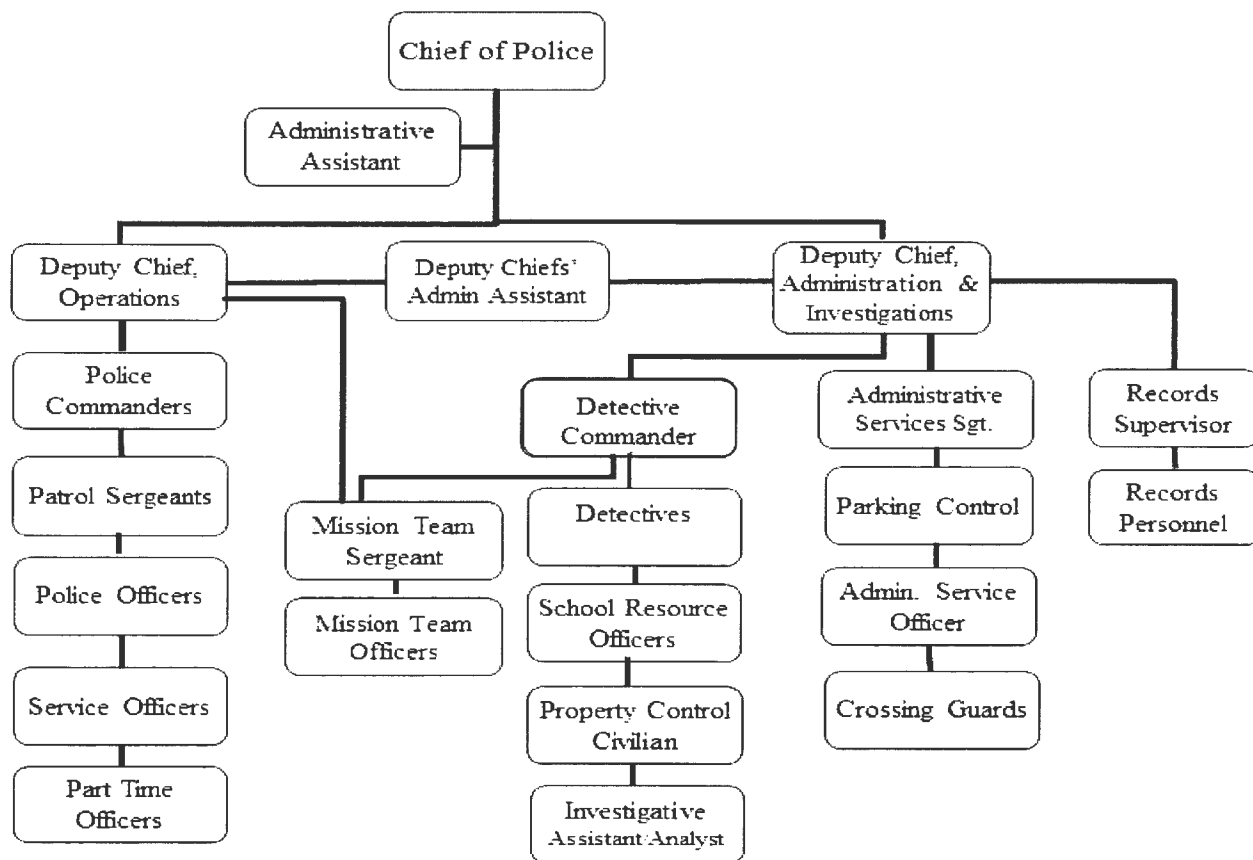 Chief of Police
Administrative
Assistant
Deputy Chief,
Operations
Deputy Chiefs'
Admin Assistant
Deputy Chief,
Administration &
Investigations
Police
Commanders
Detective
Commander
Administrative
Services Sgt.
Records
Supervisor
Patrol Sergeants
Mission Team
Sergeant
Detectives
Parking Control
Records
Personnel
Police Officers
Mission Team
Officers
School Resource
Officers
Admin. Service
Officer
Service Officers
Property Control
Civilian
Crossing Guards
Part Time
Officers
Investigative
Assistant/Analyst